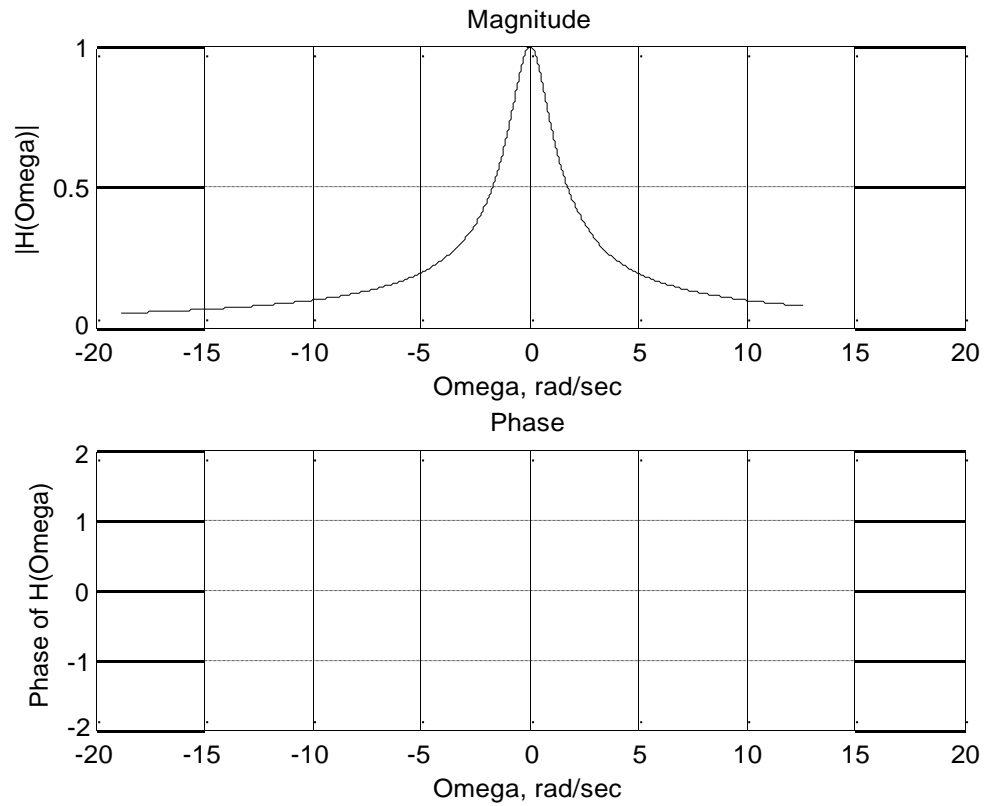 Magnitude
|H(Omega)|
1
0.5
0
-20 -15 -10 -5 0 5 10 15 20
Omega, rad/sec
Phase
Phase of H(Omega)
2
1
0
-1
-2
-20 -15 -10 -5 0 5 10 15 20
Omega, rad/sec